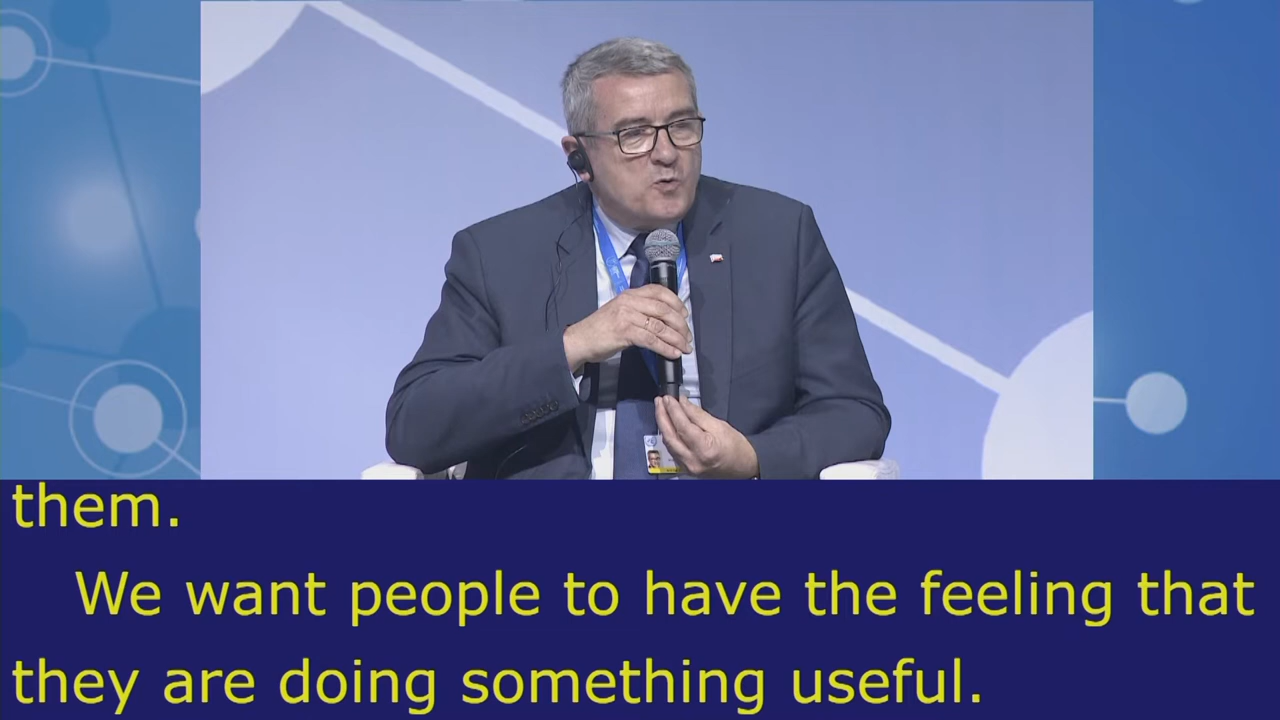 them.
We want people to have the feeling that
they are doing something useful.